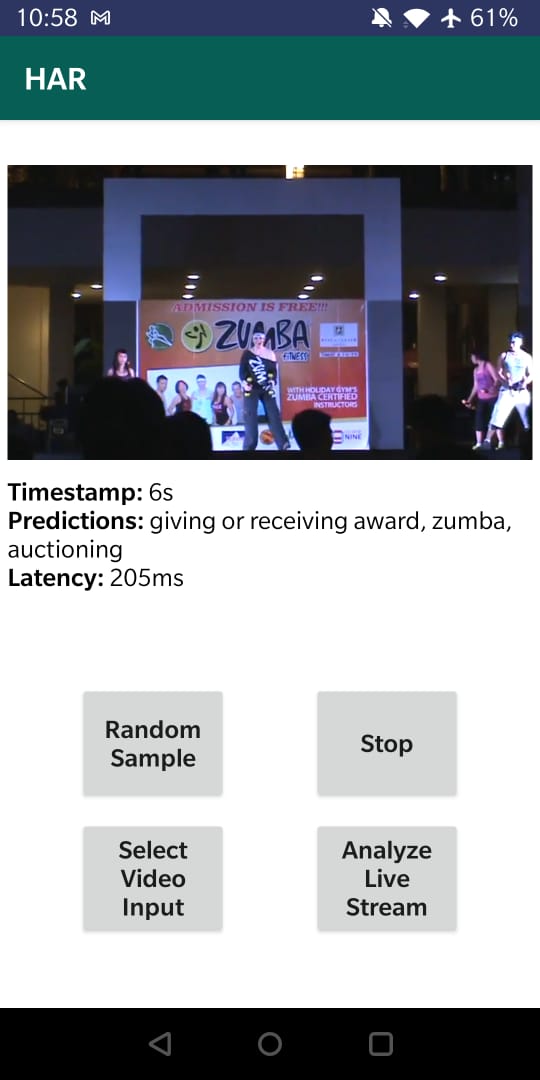 10:58 61%
HAR
ADMISSION IS FREE!!!
ZUMBA
FITNESS
WITH HOLIDAY GYM'S
ZUMBA CERTIFIED
INSTRUCTORS
NINE
Timestamp: 6s
Predictions: giving or receiving award, zumba,
auctioning
Latency: 205ms
Random
Sample
Stop
Select
Video
Input
Analyze
Live
Stream